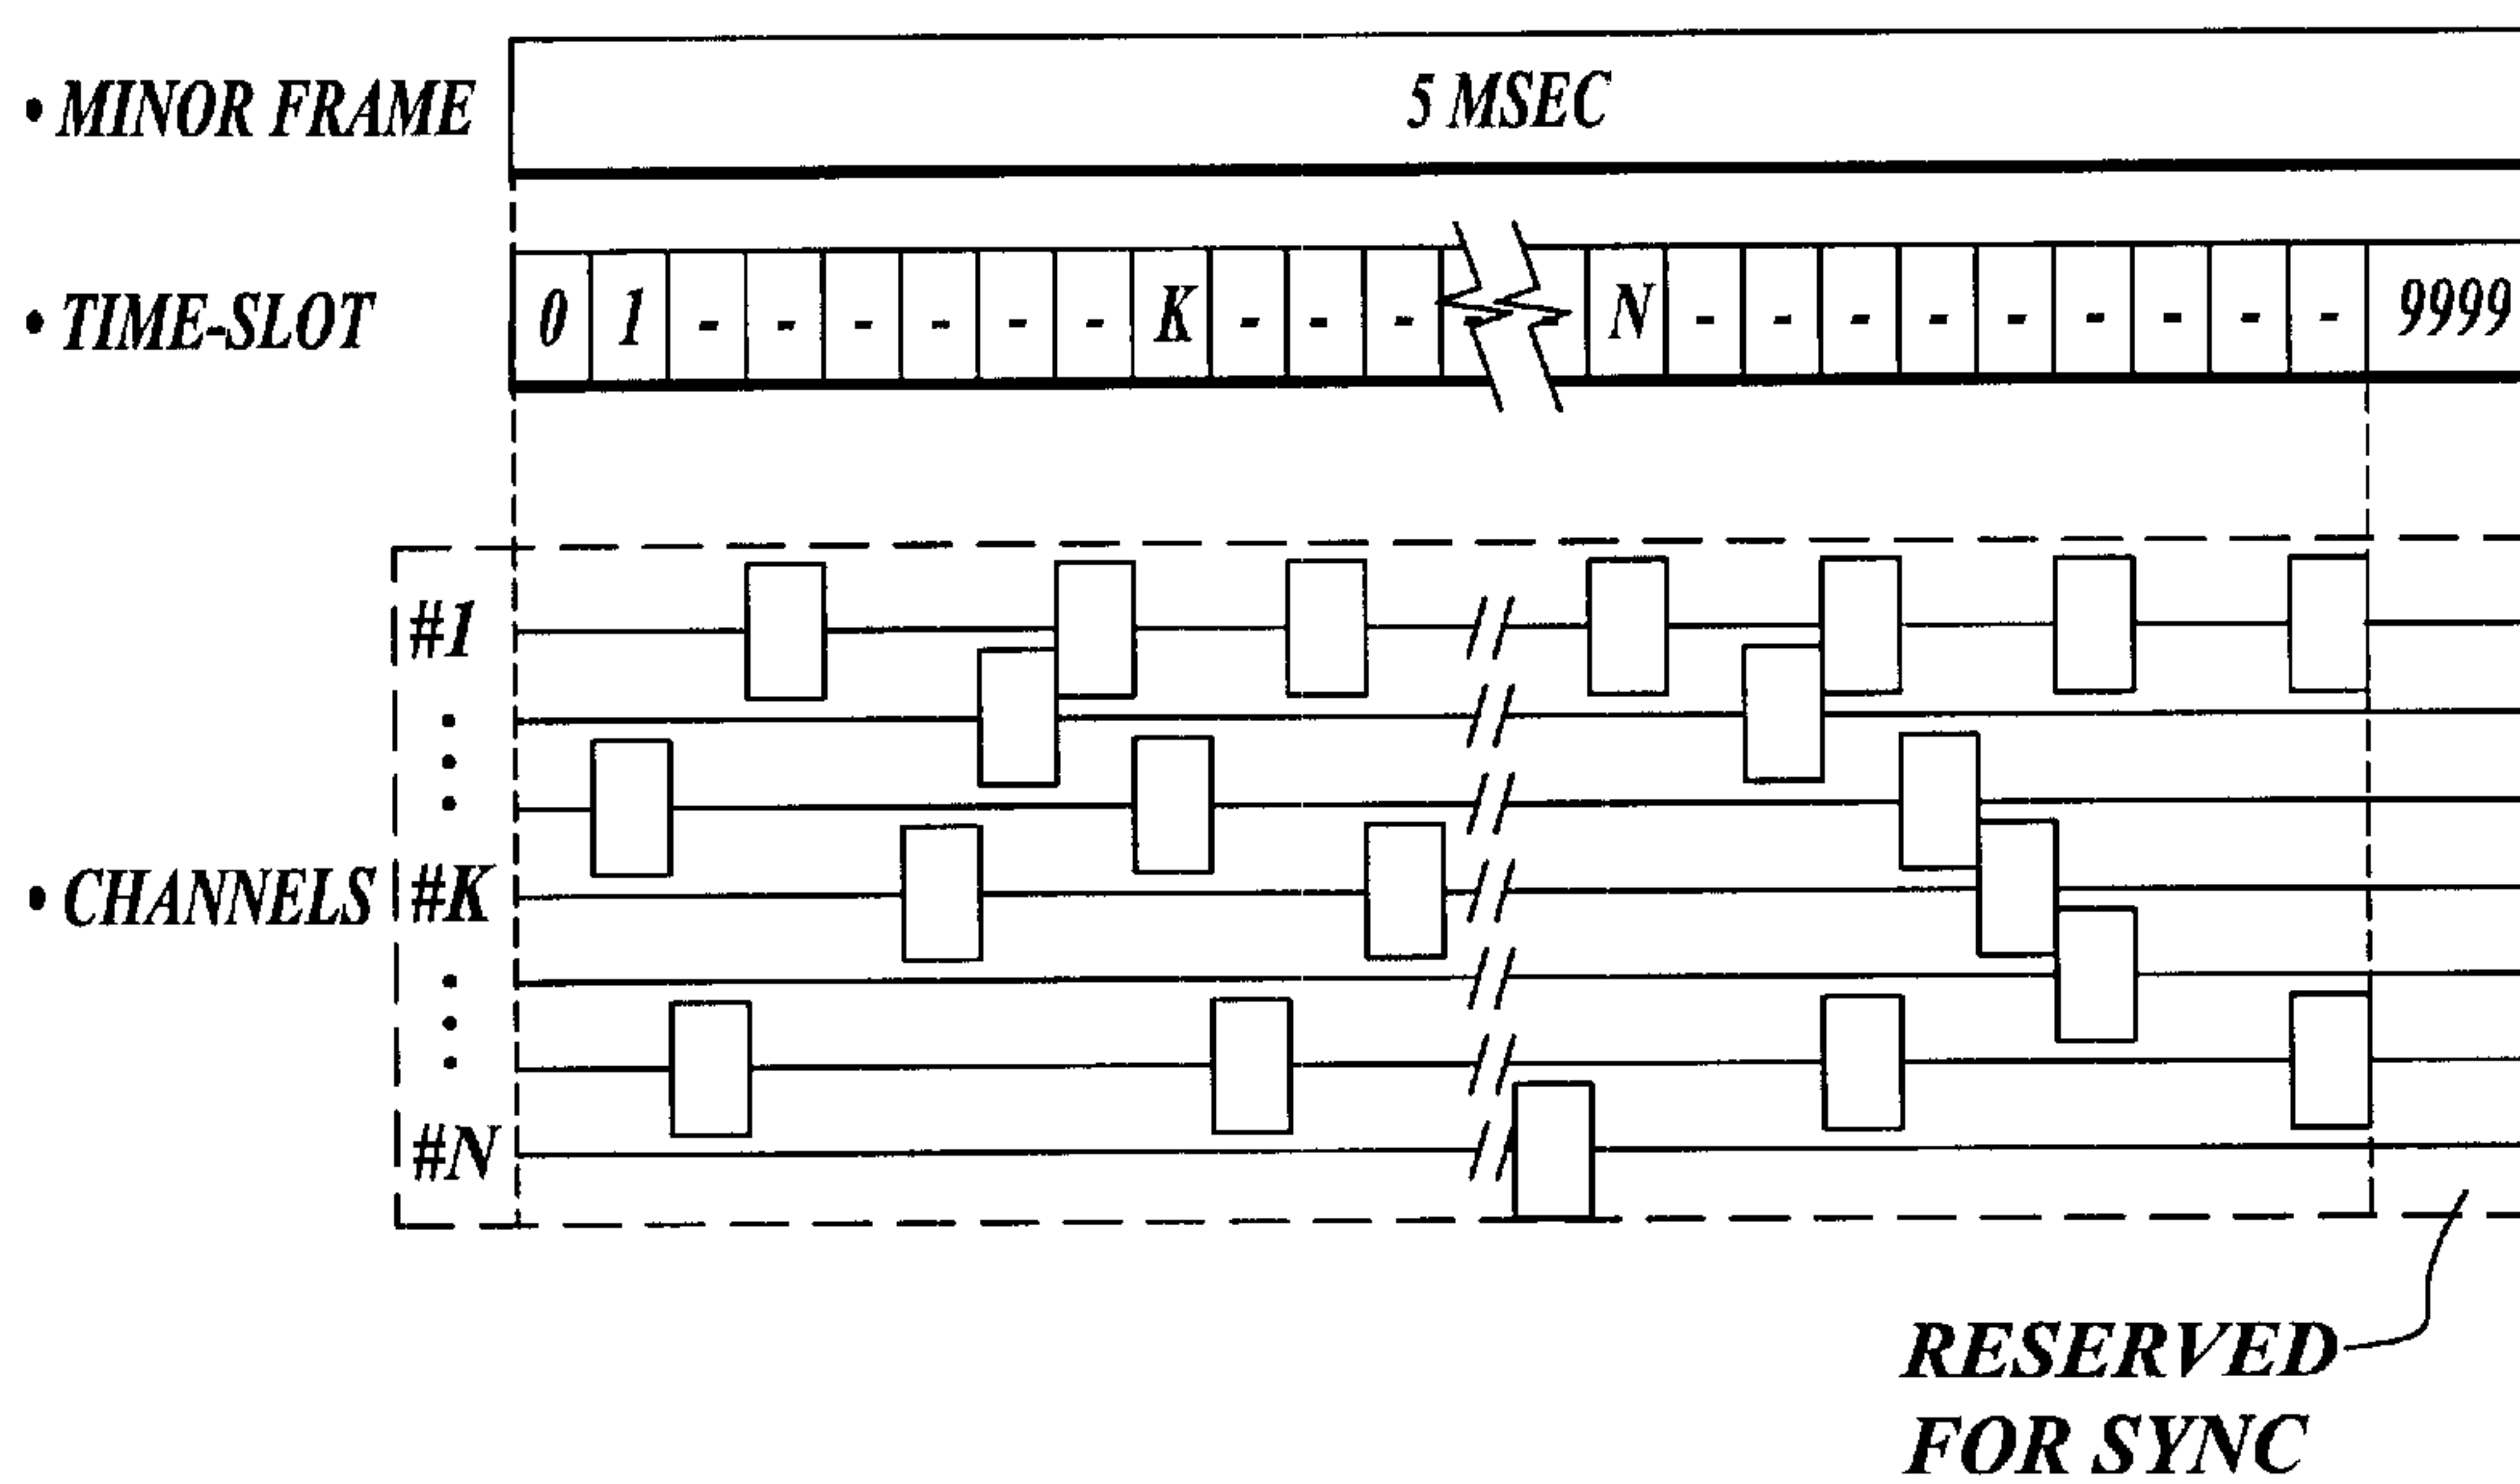 • MINOR FRAME
5 MSEC
• TIME-SLOT
0 1 - - - - - - K - - - - - N - - - - - - - - - 9999
#1
• CHANNELS
#K
#N
RESERVED
FOR SYNC